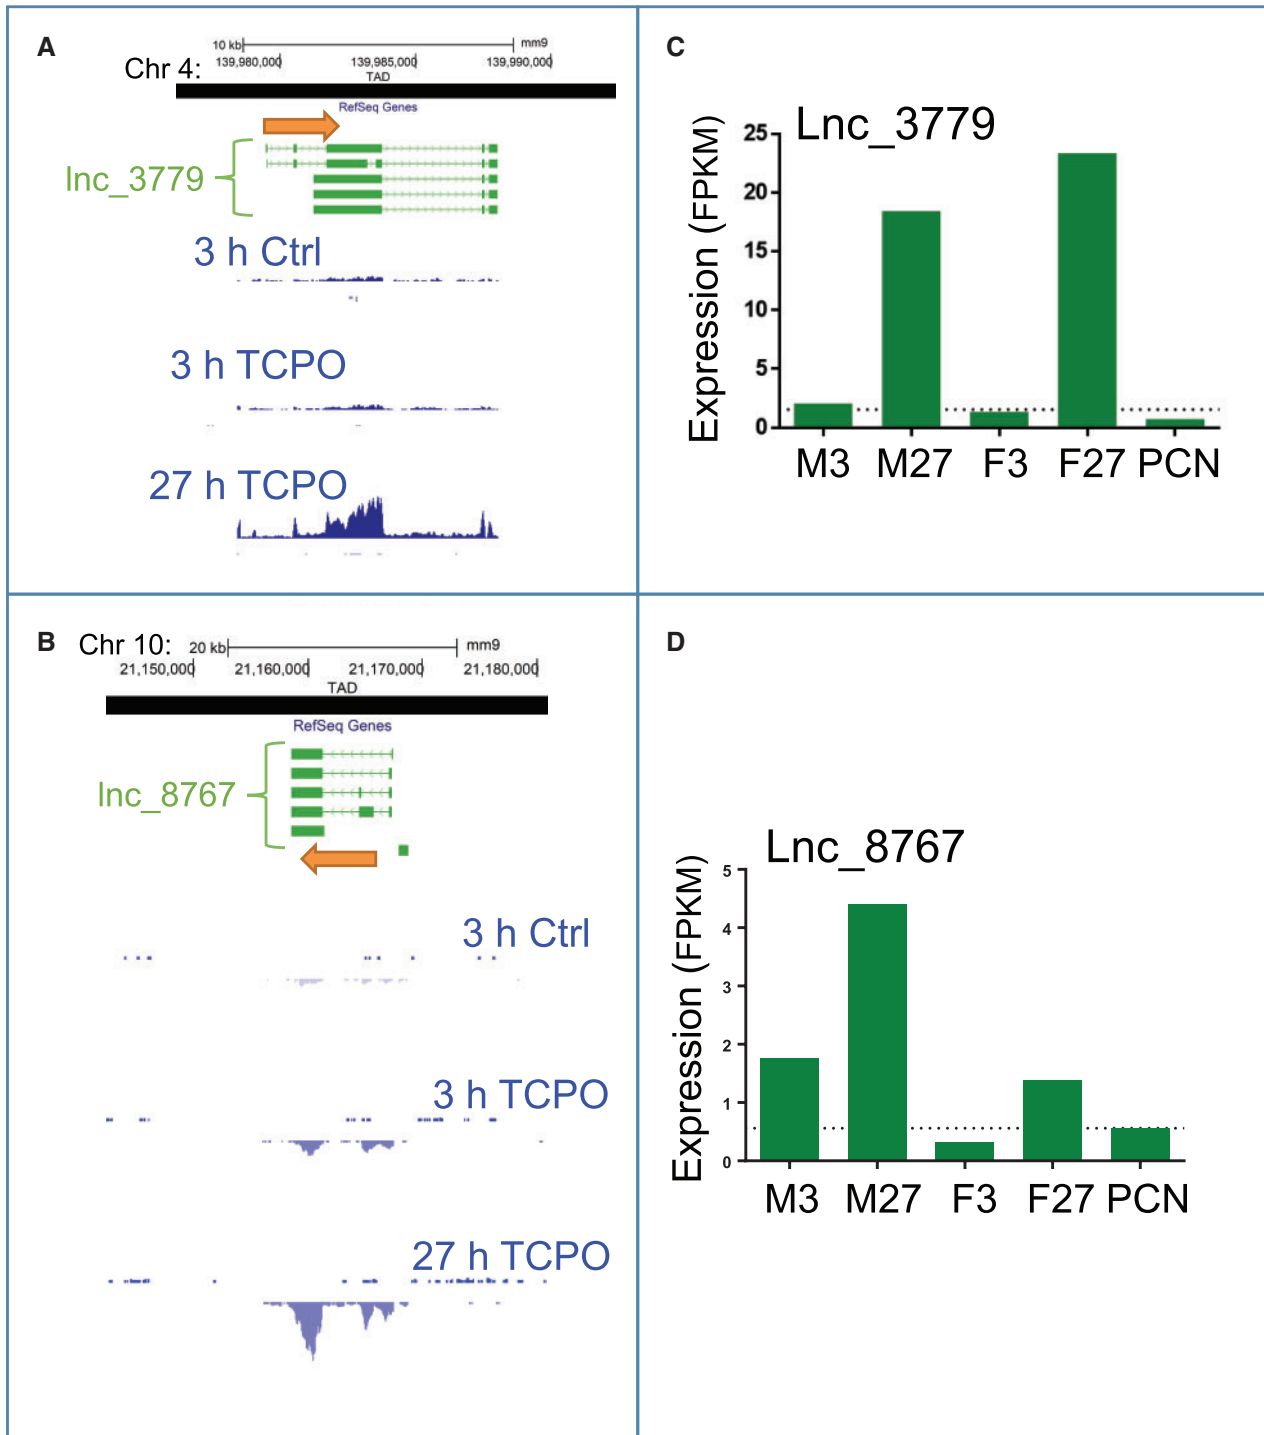 A
10 kb
mm9
Chr 4:
139,980,000
139,985,000
139,990,000
TAD
RefSeq Genes
lnc_3779
3 h Ctrl
3 h TCPO
27 h TCPO
C
Lnc_3779
Expression (FPKM)
25
20
15
10
5
0
M3 M27 F3 F27 PCN
B
Chr 10:
20 kb
mm9
21,150,000
21,160,000
21,170,000
21,180,000
TAD
RefSeq Genes
lnc_8767
3 h Ctrl
3 h TCPO
27 h TCPO
D
Lnc_8767
Expression (FPKM)
5
4
3
2
1
0
M3 M27 F3 F27 PCN